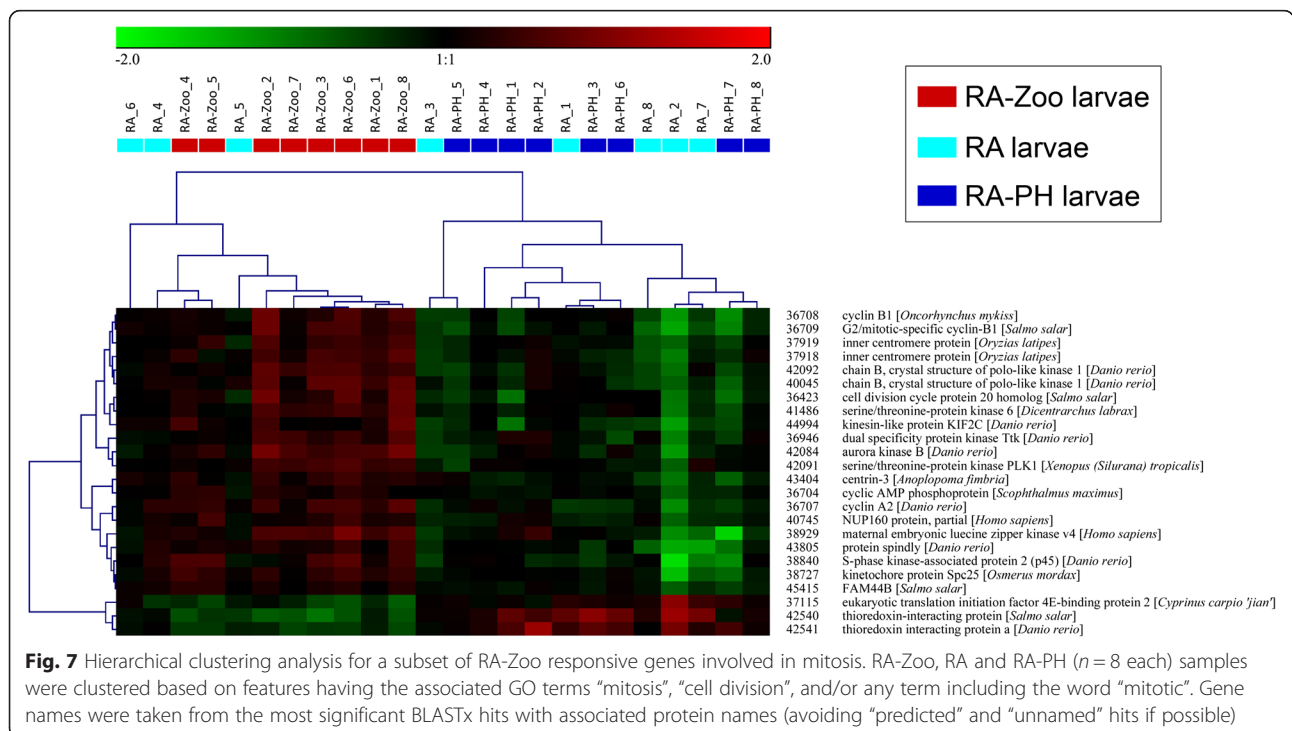 -2.0 1:1 2.0
RA_6 RA_4 RA-Zoo_4 RA-Zoo_5 RA_5 RA-Zoo_2 RA-Zoo_7 RA-Zoo_3 RA-Zoo_6 RA-Zoo_1 RA-Zoo_8 RA_3 RA-PH_5 RA-PH_4 RA-PH_1 RA-PH_2 RA_1 RA-PH_3 RA-PH_6 RA_8 RA_2 RA_7 RA-PH_7 RA-PH_8
RA-Zoo larvae
RA larvae
RA-PH larvae
36708 cyclin B1 [Oncorhynchus mykiss]
36709 G2/mitotic-specific cyclin-B1 [Salmo salar]
37919 inner centromere protein [Oryzias latipes]
37918 inner centromere protein [Oryzias latipes]
42092 chain B, crystal structure of polo-like kinase 1 [Danio rerio]
40045 chain B, crystal structure of polo-like kinase 1 [Danio rerio]
36423 cell division cycle protein 20 homolog [Salmo salar]
41486 serine/threonine-protein kinase 6 [Dicentrarchus labrax]
44994 kinesin-like protein KIF2C [Danio rerio]
36946 dual specificity protein kinase Ttk [Danio rerio]
42084 aurora kinase B [Danio rerio]
42091 serine/threonine-protein kinase PLK1 [Xenopus (Silurana) tropicalis]
43404 centrin-3 [Anoplopoma fimbria]
36704 cyclic AMP phosphoprotein [Scophthalmus maximus]
36707 cyclin A2 [Danio rerio]
40745 NUP160 protein, partial [Homo sapiens]
38929 maternal embryonic luecine zipper kinase v4 [Homo sapiens]
43805 protein spindly [Danio rerio]
38840 S-phase kinase-associated protein 2 (p45) [Danio rerio]
38727 kinetochore protein Spc25 [Osmerus mordax]
45415 FAM44B [Salmo salar]
37115 eukaryotic translation initiation factor 4E-binding protein 2 [Cyprinus carpio 'jian']
42540 thioredoxin-interacting protein [Salmo salar]
42541 thioredoxin interacting protein a [Danio rerio]
Fig. 7 Hierarchical clustering analysis for a subset of RA-Zoo responsive genes involved in mitosis. RA-Zoo, RA and RA-PH (n = 8 each) samples
were clustered based on features having the associated GO terms “mitosis”, “cell division”, and/or any term including the word “mitotic”. Gene
names were taken from the most significant BLASTx hits with associated protein names (avoiding “predicted” and “unnamed” hits if possible)